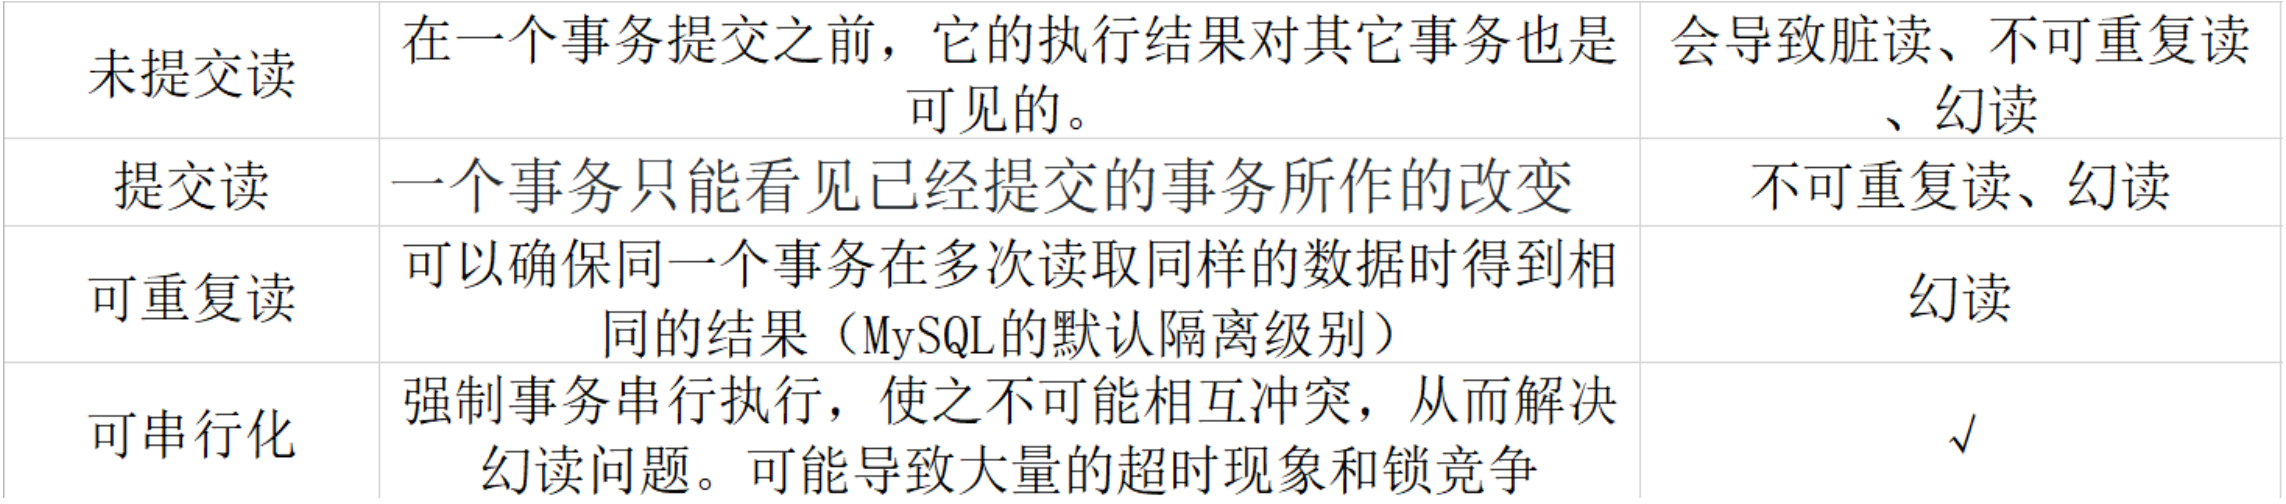 未提交读
在一个事务提交之前，它的执行结果对其它事务也是
可见的。
会导致脏读、不可重复读
、幻读
提交读
一个事务只能看见已经提交的事务所作的改变
不可重复读、幻读
可重复读
可以确保同一个事务在多次读取同样的数据时得到相
同的结果（MySQL的默认隔离级别）
幻读
可串行化
强制事务串行执行，使之不可能相互冲突，从而解决
幻读问题。可能导致大量的超时现象和锁竞争
√